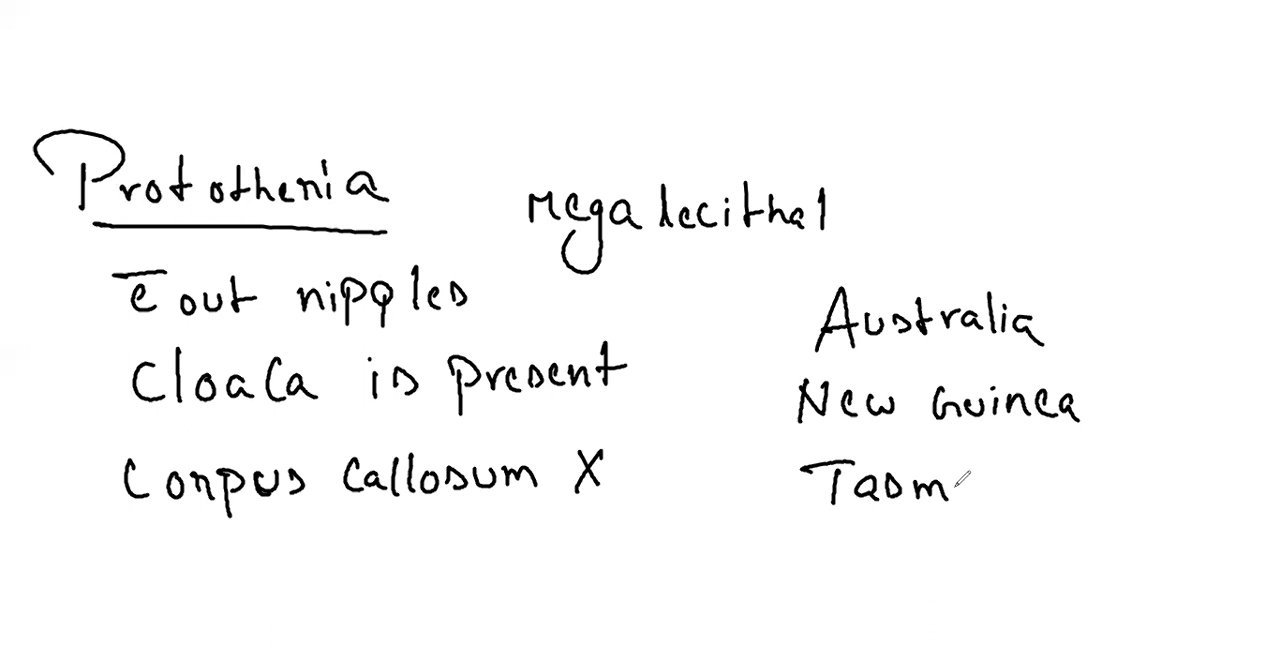 Protothenia
Megalecithal
c̄out nipples
Cloaca is present
Corpus Callosum X
Australia
New Guinea
Tasm